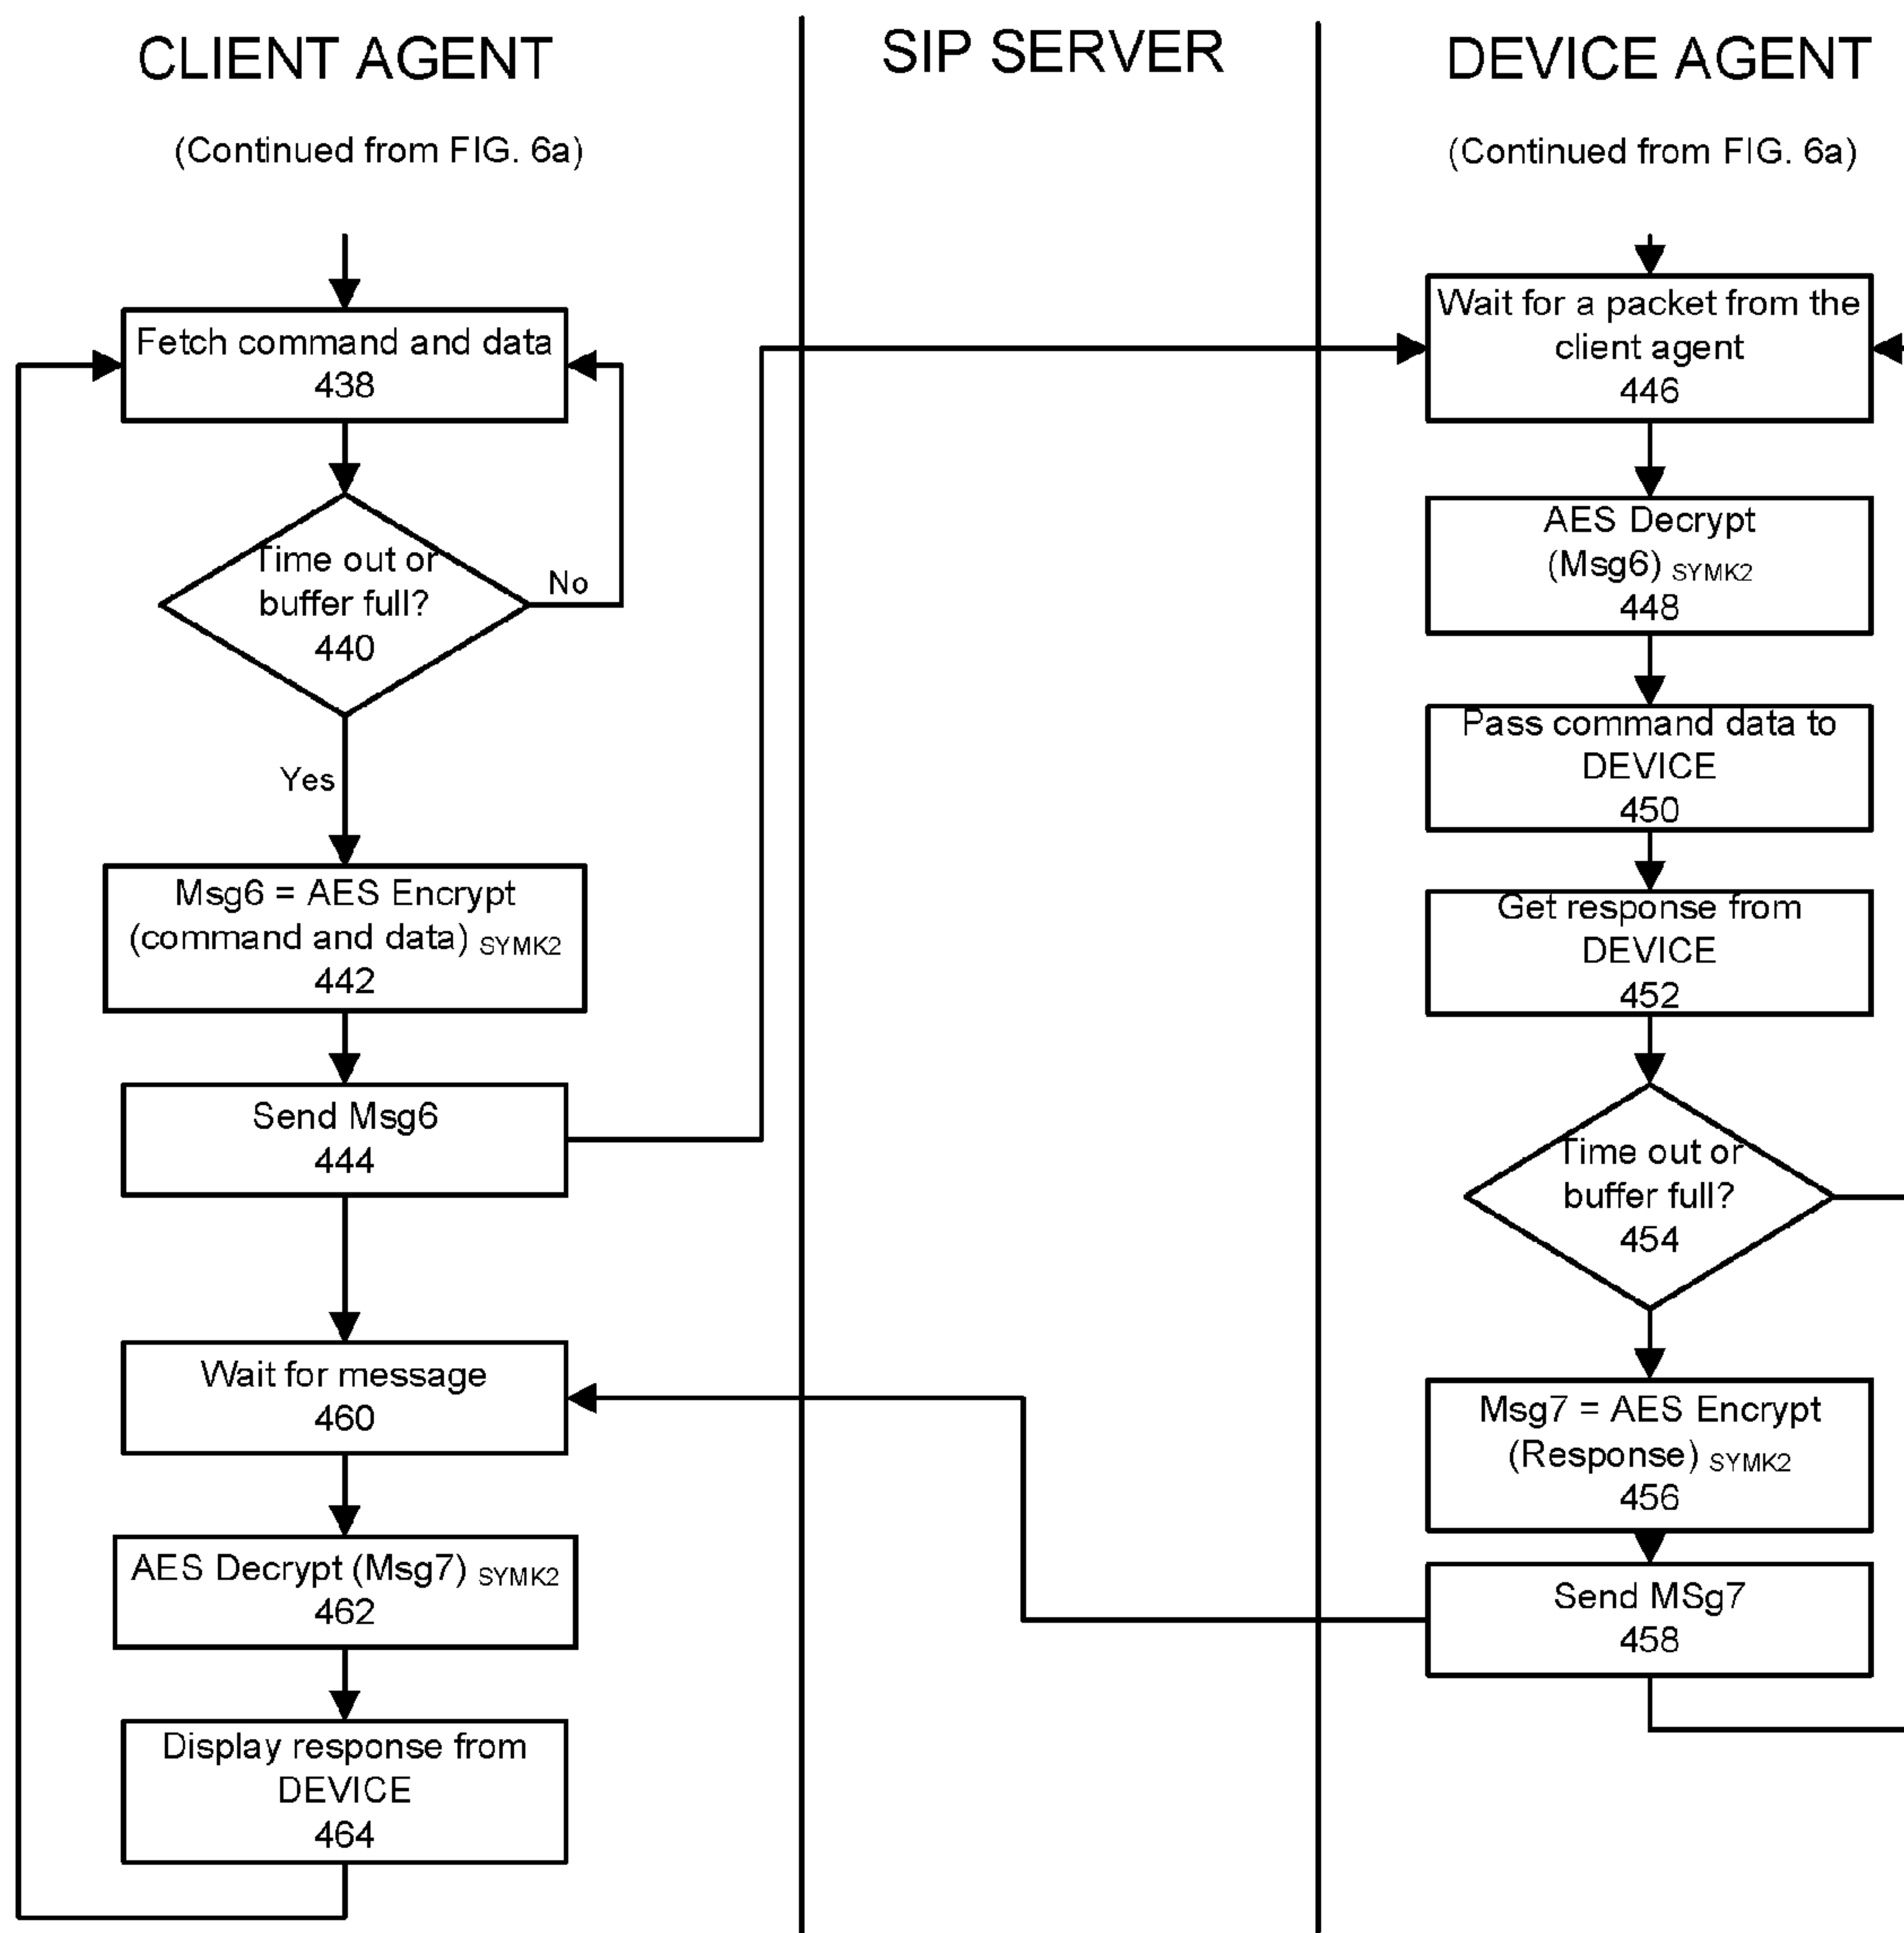 CLIENT AGENT
(Continued from FIG. 6a)
Fetch command and data
438
Time out or
buffer full?
440
No
Yes
Msg6 = AES Encrypt
(command and data) SYMK2
442
Send Msg6
444
Wait for message
460
AES Decrypt (Msg7) SYMK2
462
Display response from
DEVICE
464
SIP SERVER
DEVICE AGENT
(Continued from FIG. 6a)
Wait for a packet from the
client agent
446
AES Decrypt
(Msg6) SYMK2
448
Pass command data to
DEVICE
450
Get response from
DEVICE
452
Time out or
buffer full?
454
Msg7 = AES Encrypt
(Response) SYMK2
456
Send MSg7
458